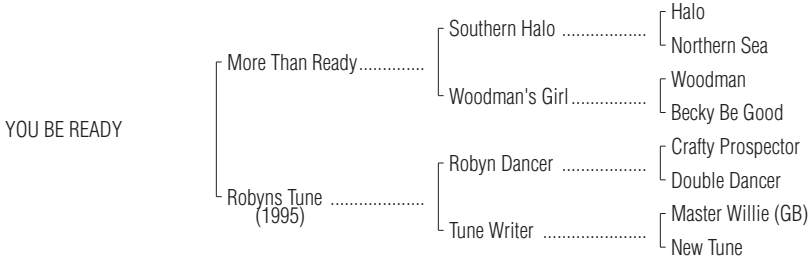 Halo
Southern Halo ...................
Northern Sea
More Than Ready..............
Woodman
Woodman's Girl.................
Becky Be Good
YOU BE READY
Crafty Prospector
Robyn Dancer ...................
Double Dancer
Robyns Tune .....................
(1995)
Master Willie (GB)
Tune Writer .......................
New Tune